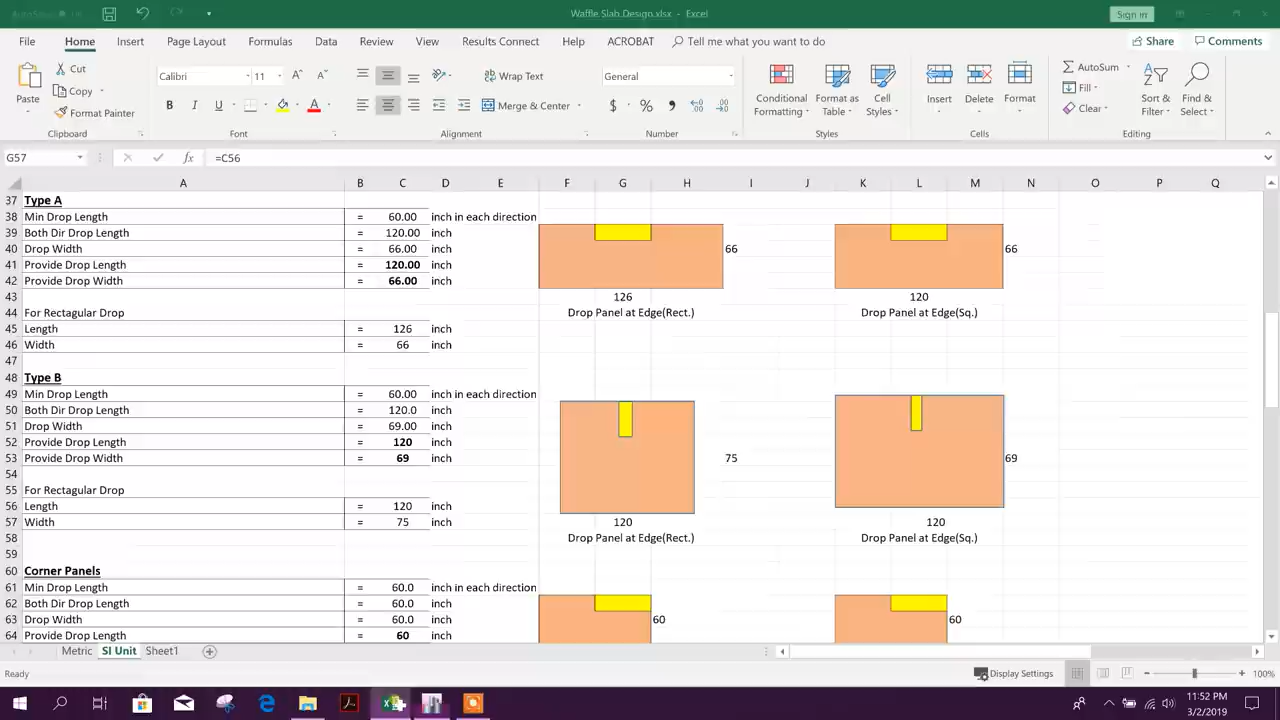 Waffle Slab Design.xlsx - Excel
Sign in
File Home Insert Page Layout Formulas Data Review View Results Connect Help ACROBAT Tell me what you want to do Share Comments
Cut
Copy
Format Painter
Paste
Calibri 11
B I U
Wrap Text
Merge & Center
General
$ % ,
Conditional Formatting
Format as Table
Cell Styles
Insert Delete Format
AutoSum
Fill
Clear
Sort & Filter
Find & Select
Clipboard Font Alignment Number Styles Cells Editing
G57 fx =C56
A B C D E F G H I J K L M N O P Q
37 Type A
38 Min Drop Length = 60.00 inch in each direction
39 Both Dir Drop Length = 120.00 inch
40 Drop Width = 66.00 inch 66 66
41 Provide Drop Length = 120.00 inch
42 Provide Drop Width = 66.00 inch
43 126 120
44 For Rectagular Drop Drop Panel at Edge(Rect.) Drop Panel at Edge(Sq.)
45 Length = 126 inch
46 Width = 66 inch
47
48 Type B
49 Min Drop Length = 60.00 inch in each direction
50 Both Dir Drop Length = 120.0 inch
51 Drop Width = 69.00 inch
52 Provide Drop Length = 120 inch
53 Provide Drop Width = 69 inch 75 69
54
55 For Rectagular Drop
56 Length = 120 inch
57 Width = 75 inch 120 120
58 Drop Panel at Edge(Rect.) Drop Panel at Edge(Sq.)
59
60 Corner Panels
61 Min Drop Length = 60.0 inch in each direction
62 Both Dir Drop Length = 60.0 inch
63 Drop Width = 60.0 inch 60 60
64 Provide Drop Length = 60 inch
Metric SI Unit Sheet1
Ready Display Settings 100%
11:52 PM
3/2/2019